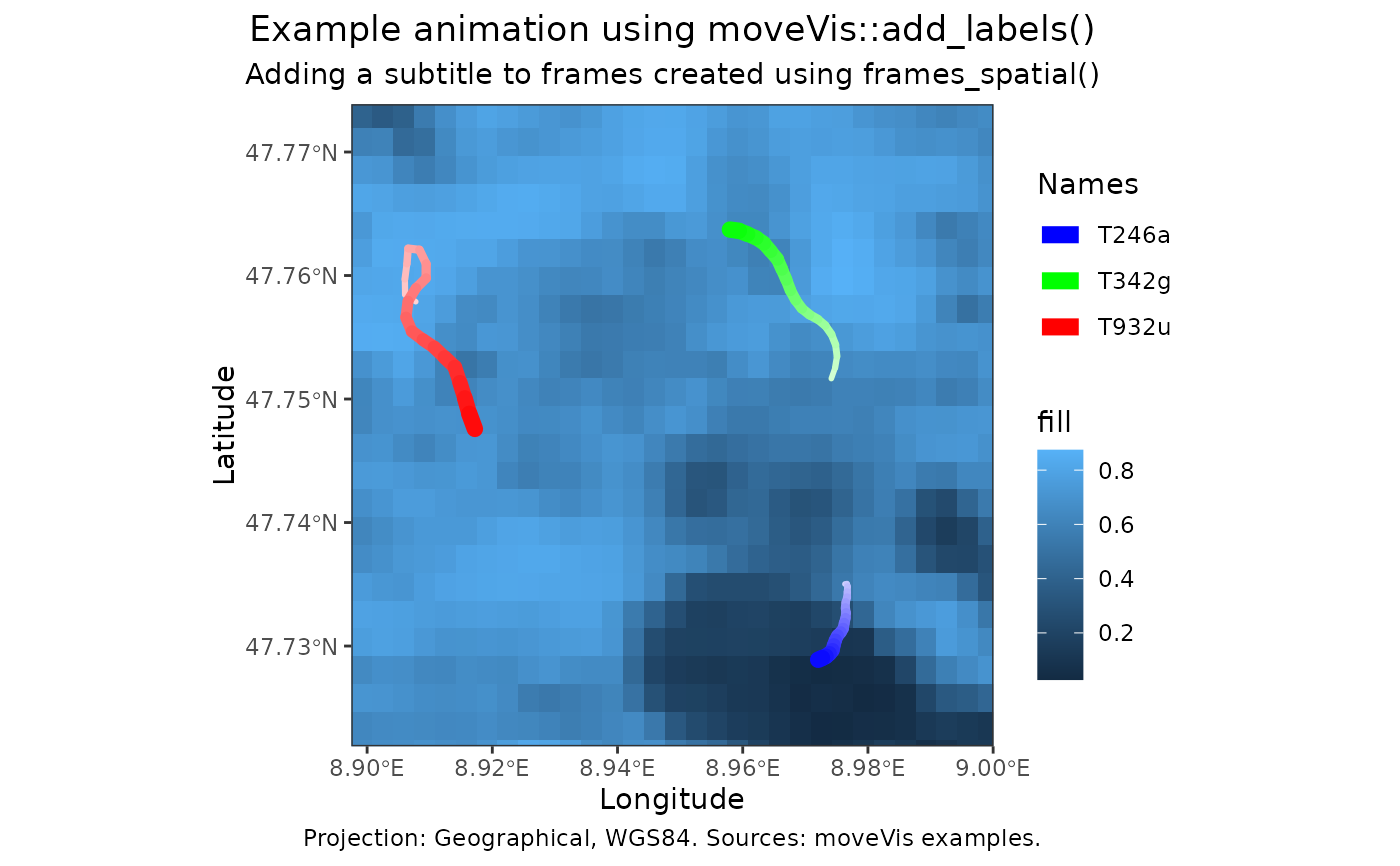 Example animation using moveVis::add_labels()
Adding a subtitle to frames created using frames_spatial()
47.77°N
47.76°N
47.75°N
47.74°N
47.73°N
Latitude
8.90°E 8.92°E 8.94°E 8.96°E 8.98°E 9.00°E
Longitude
Names
T246a
T342g
T932u
fill
0.8
0.6
0.4
0.2
Projection: Geographical, WGS84. Sources: moveVis examples.